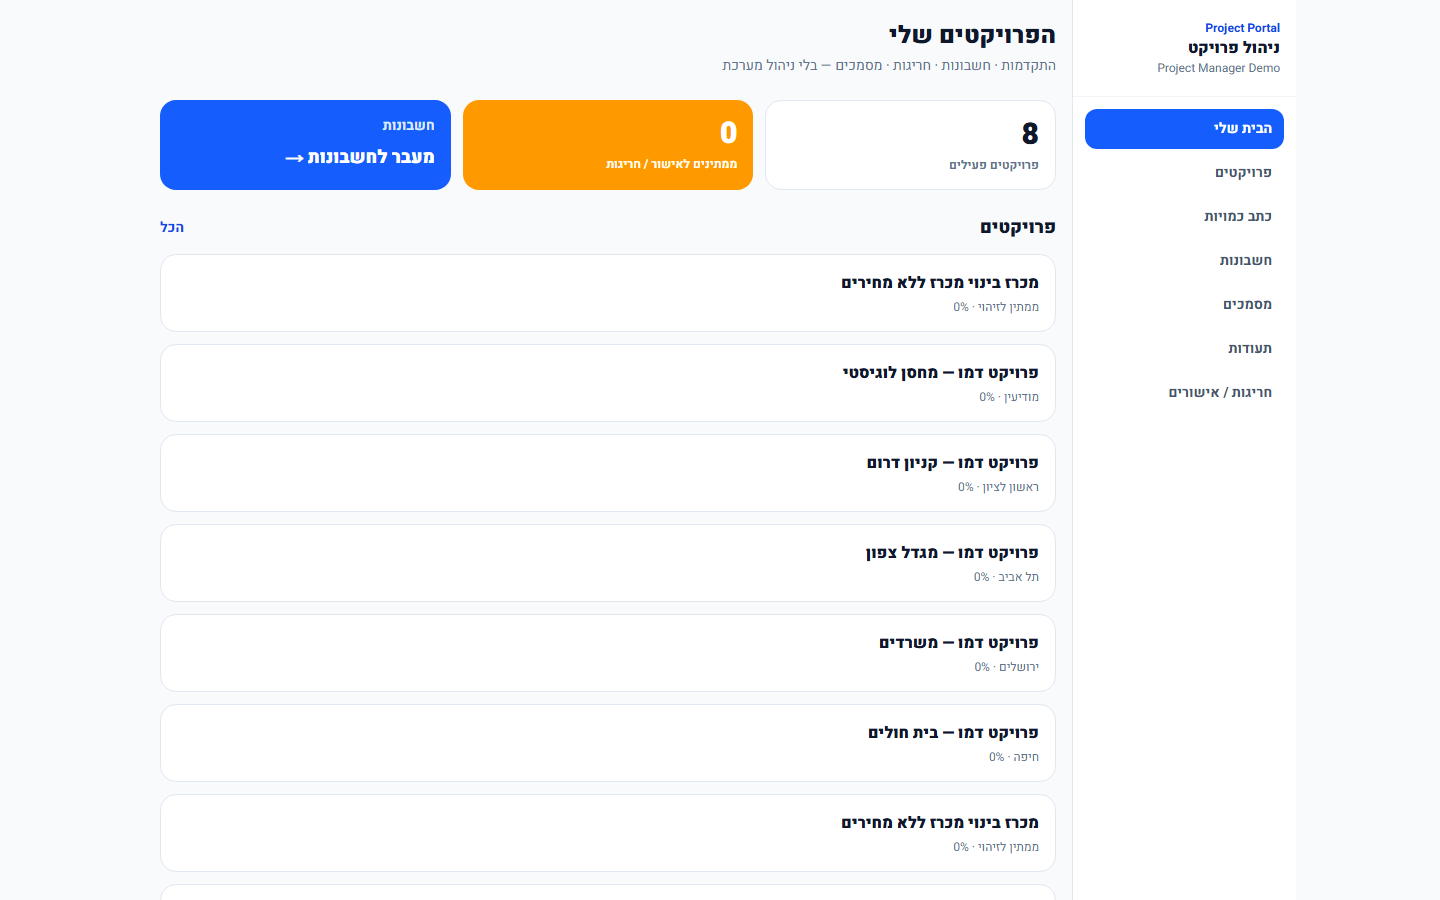 Project Portal
ניהול פרויקט
Project Manager Demo
הבית שלי
פרויקטים
כתב כמויות
חשבונות
מסמכים
תעודות
חריגות / אישורים
הפרויקטים שלי
התקדמות · חשבונות · חריגות · מסמכים — בלי ניהול מערכת
8
פרויקטים פעילים
0
ממתינים לאישור / חריגות
חשבונות
מעבר לחשבונות →
פרויקטים
הכל
מכרז בינוי מכרז ללא מחירים
ממתין לזיהוי · 0%
פרויקט דמו — מחסן לוגיסטי
מודיעין · 0%
פרויקט דמו — קניון דרום
ראשון לציון · 0%
פרויקט דמו — מגדל צפון
תל אביב · 0%
פרויקט דמו — משרדים
ירושלים · 0%
פרויקט דמו — בית חולים
חיפה · 0%
מכרז בינוי מכרז ללא מחירים
ממתין לזיהוי · 0%